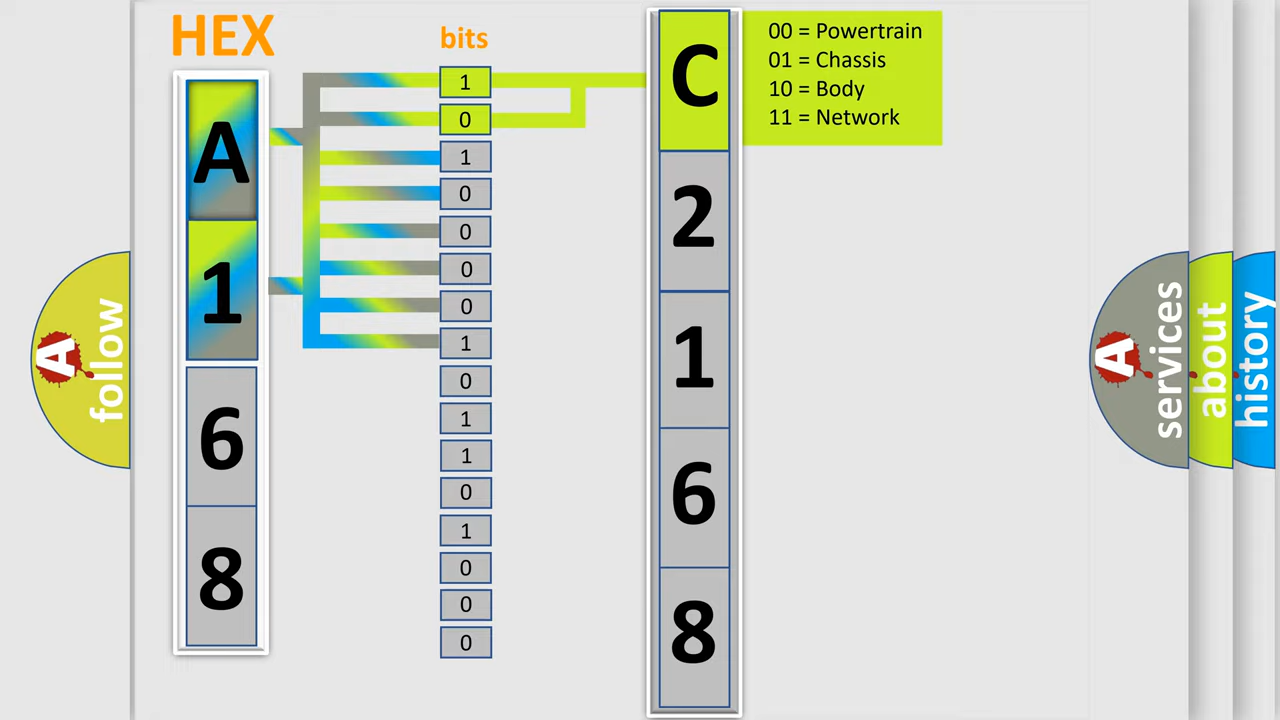 HEX
A
1
6
8
bits
1
0
1
0
0
0
0
1
0
1
1
0
1
0
0
0
C
2
1
6
8
00 = Powertrain
01 = Chassis
10 = Body
11 = Network
A
follow
A
services
about
history